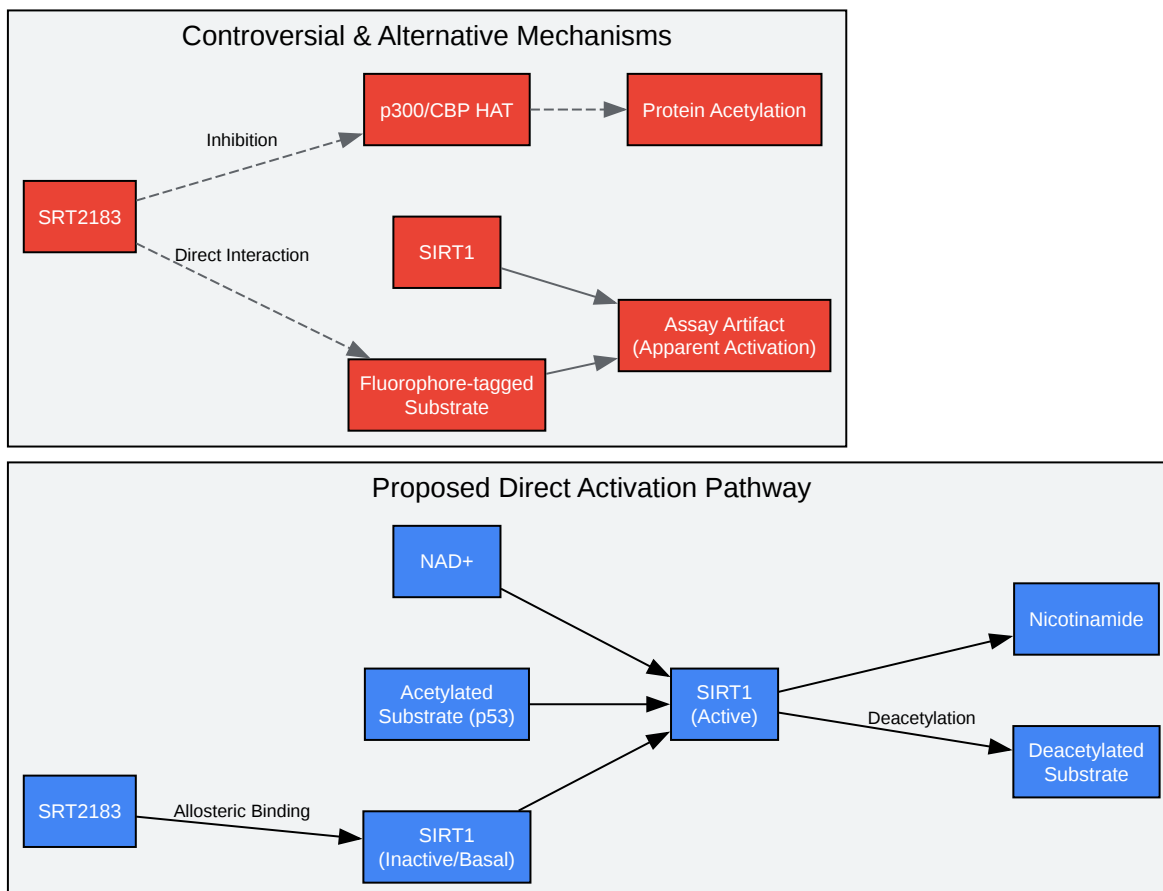 Controversial & Alternative Mechanisms
p300/CBP HAT
Protein Acetylation
Inhibition
SRT2183
SIRT1
Direct Interaction
Assay Artifact
(Apparent Activation)
Fluorophore-tagged
Substrate
Proposed Direct Activation Pathway
NAD+
Nicotinamide
Acetylated
Substrate (p53)
SIRT1
(Active)
Deacetylation
Deacetylated
Substrate
SRT2183
Allosteric Binding
SIRT1
(Inactive/Basal)